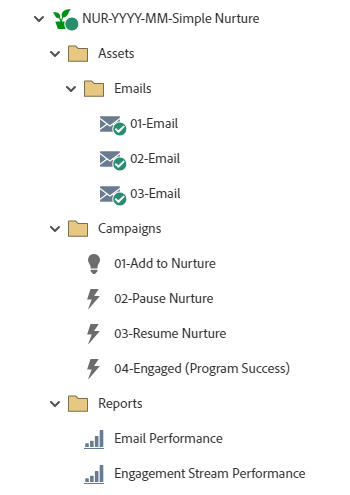 NUR-YYYY-MM-Simple Nurture
Assets
Emails
01-Email
02-Email
03-Email
Campaigns
01-Add to Nurture
02-Pause Nurture
03-Resume Nurture
04-Engaged (Program Success)
Reports
Email Performance
Engagement Stream Performance